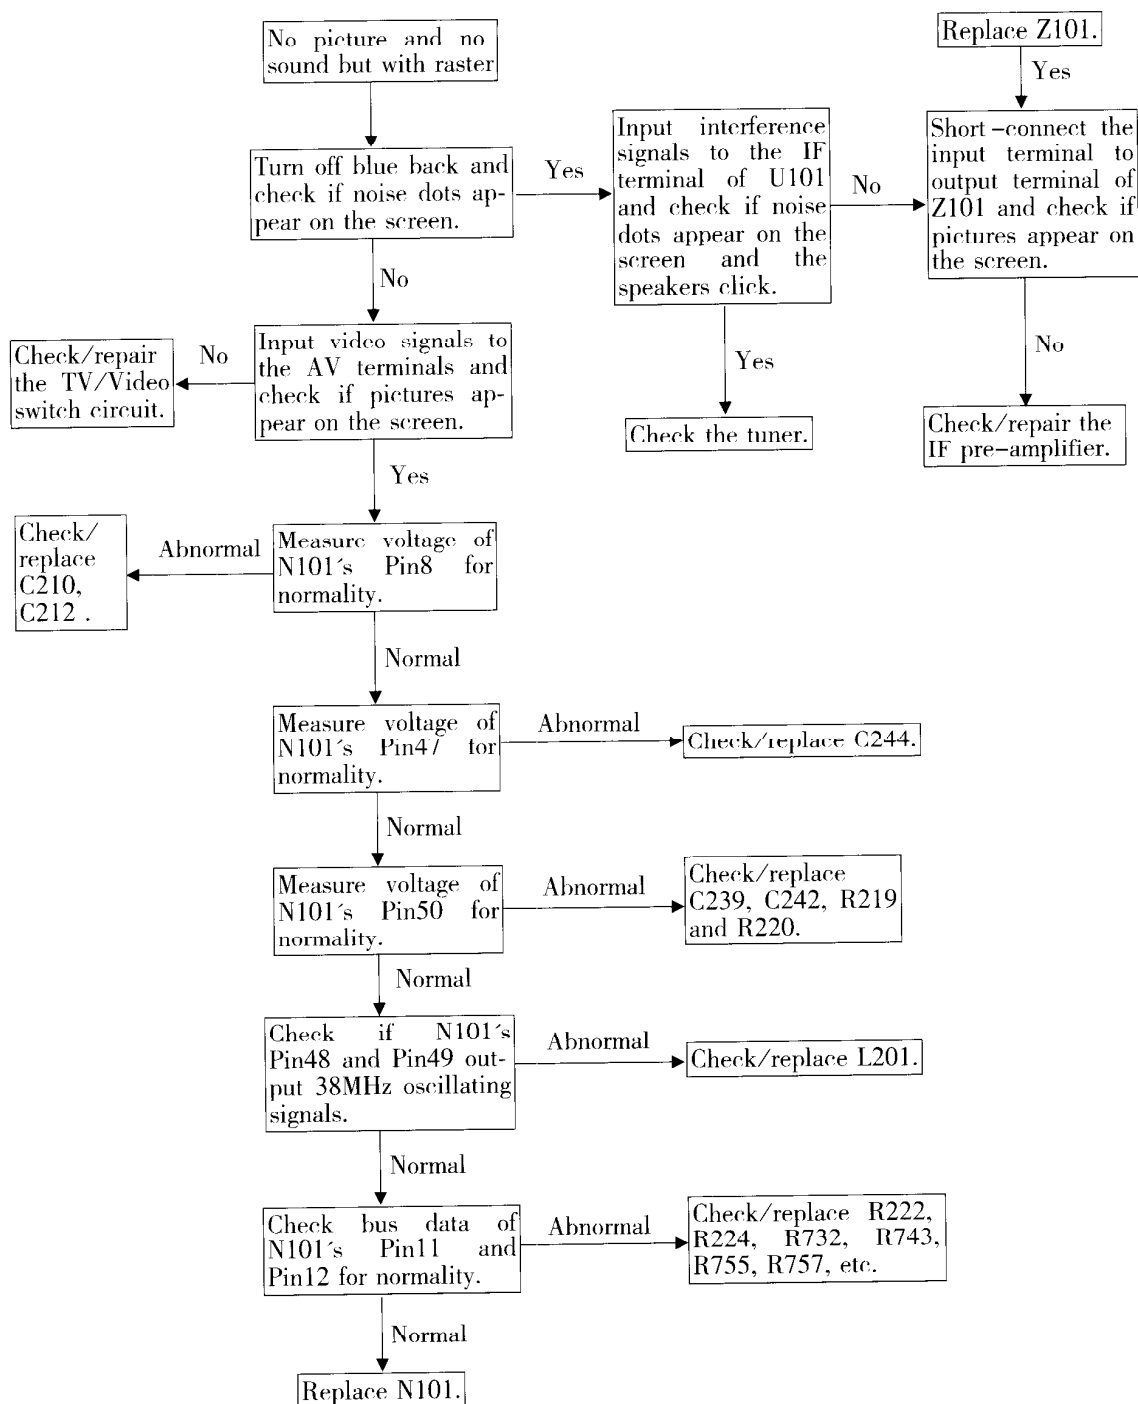 No picture and no
sound but with raster
Replace Z101.
Yes
Turn off blue back and
check if noise dots ap-
pear on the screen.
Yes
Input interference
signals to the IF
terminal of U101
and check if noise
dots appear on the
screen and the
speakers click.
No
Short-connect the
input terminal to
output terminal of
Z101 and check if
pictures appear on
the screen.
No
Check/repair
the TV/Video
switch circuit.
No
Input video signals to
the AV terminals and
check if pictures ap-
pear on the screen.
Yes
Check the tuner.
No
Check/repair the
IF pre-amplifier.
Yes
Check/
replace
C210,
C212 .
Abnormal
Measure voltage of
N101's Pin8 for
normality.
Normal
Measure voltage of
N101's Pin47 for
normality.
Abnormal
Check/replace C244.
Normal
Measure voltage of
N101's Pin50 for
normality.
Abnormal
Check/replace
C239, C242, R219
and R220.
Normal
Check if N101's
Pin48 and Pin49 out-
put 38MHz oscillating
signals.
Abnormal
Check/replace L201.
Normal
Check bus data of
N101's Pin11 and
Pin12 for normality.
Abnormal
Check/replace R222,
R224, R732, R743,
R755, R757, etc.
Normal
Replace N101.